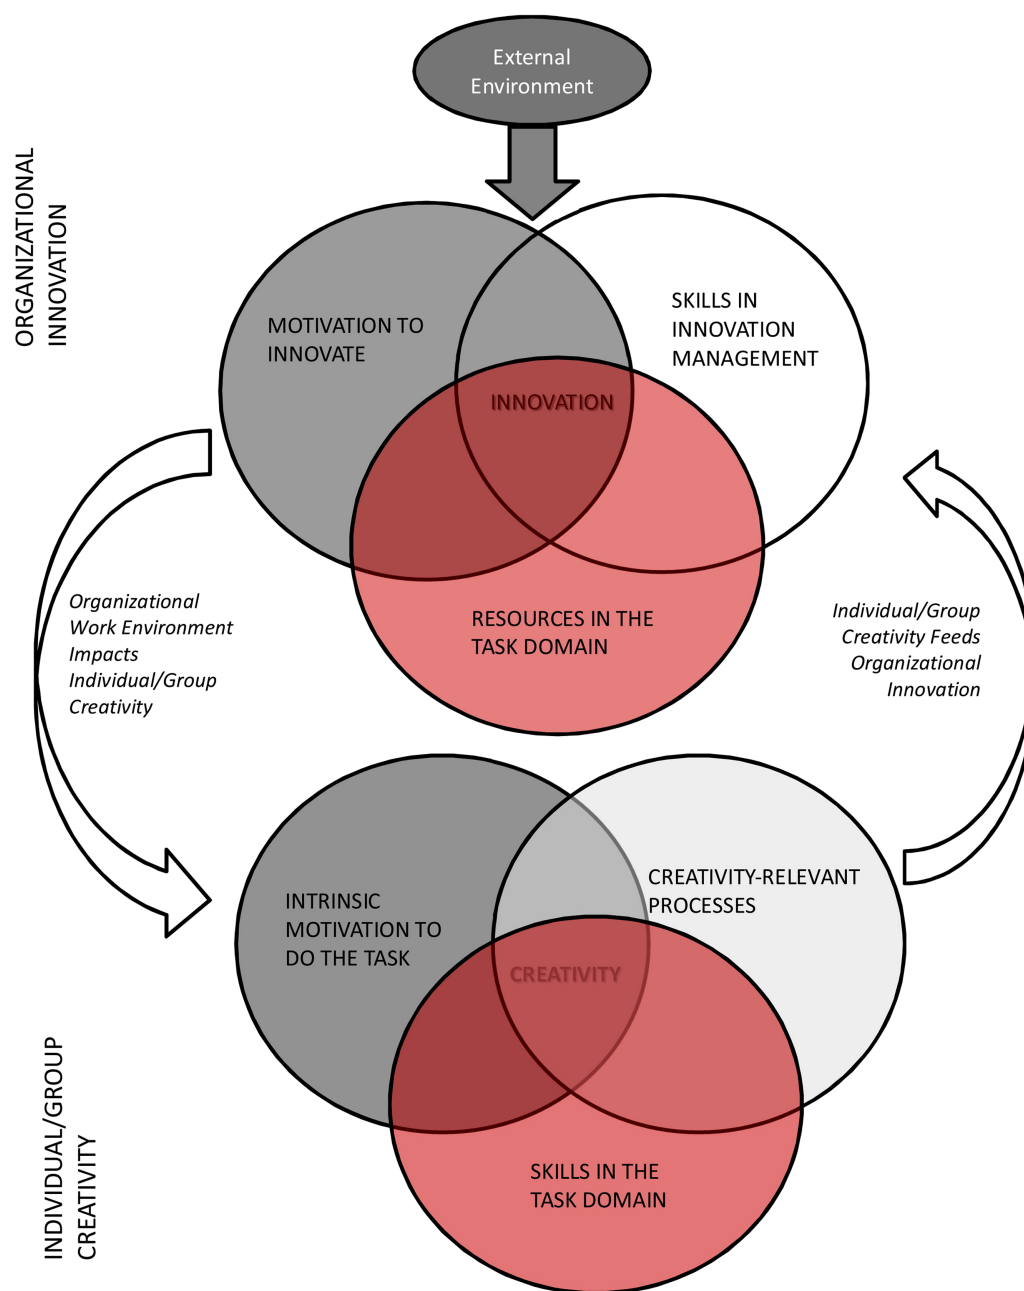 External
Environment
ORGANIZATIONAL
INNOVATION
MOTIVATION TO
INNOVATE
SKILLS IN
INNOVATION
MANAGEMENT
INNOVATION
RESOURCES IN THE
TASK DOMAIN
Organizational
Work Environment
Impacts
Individual/Group
Creativity
Individual/Group
Creativity Feeds
Organizational
Innovation
INTRINSIC
MOTIVATION TO
DO THE TASK
CREATIVITY-RELEVANT
PROCESSES
CREATIVITY
SKILLS IN THE
TASK DOMAIN
INDIVIDUAL/GROUP
CREATIVITY